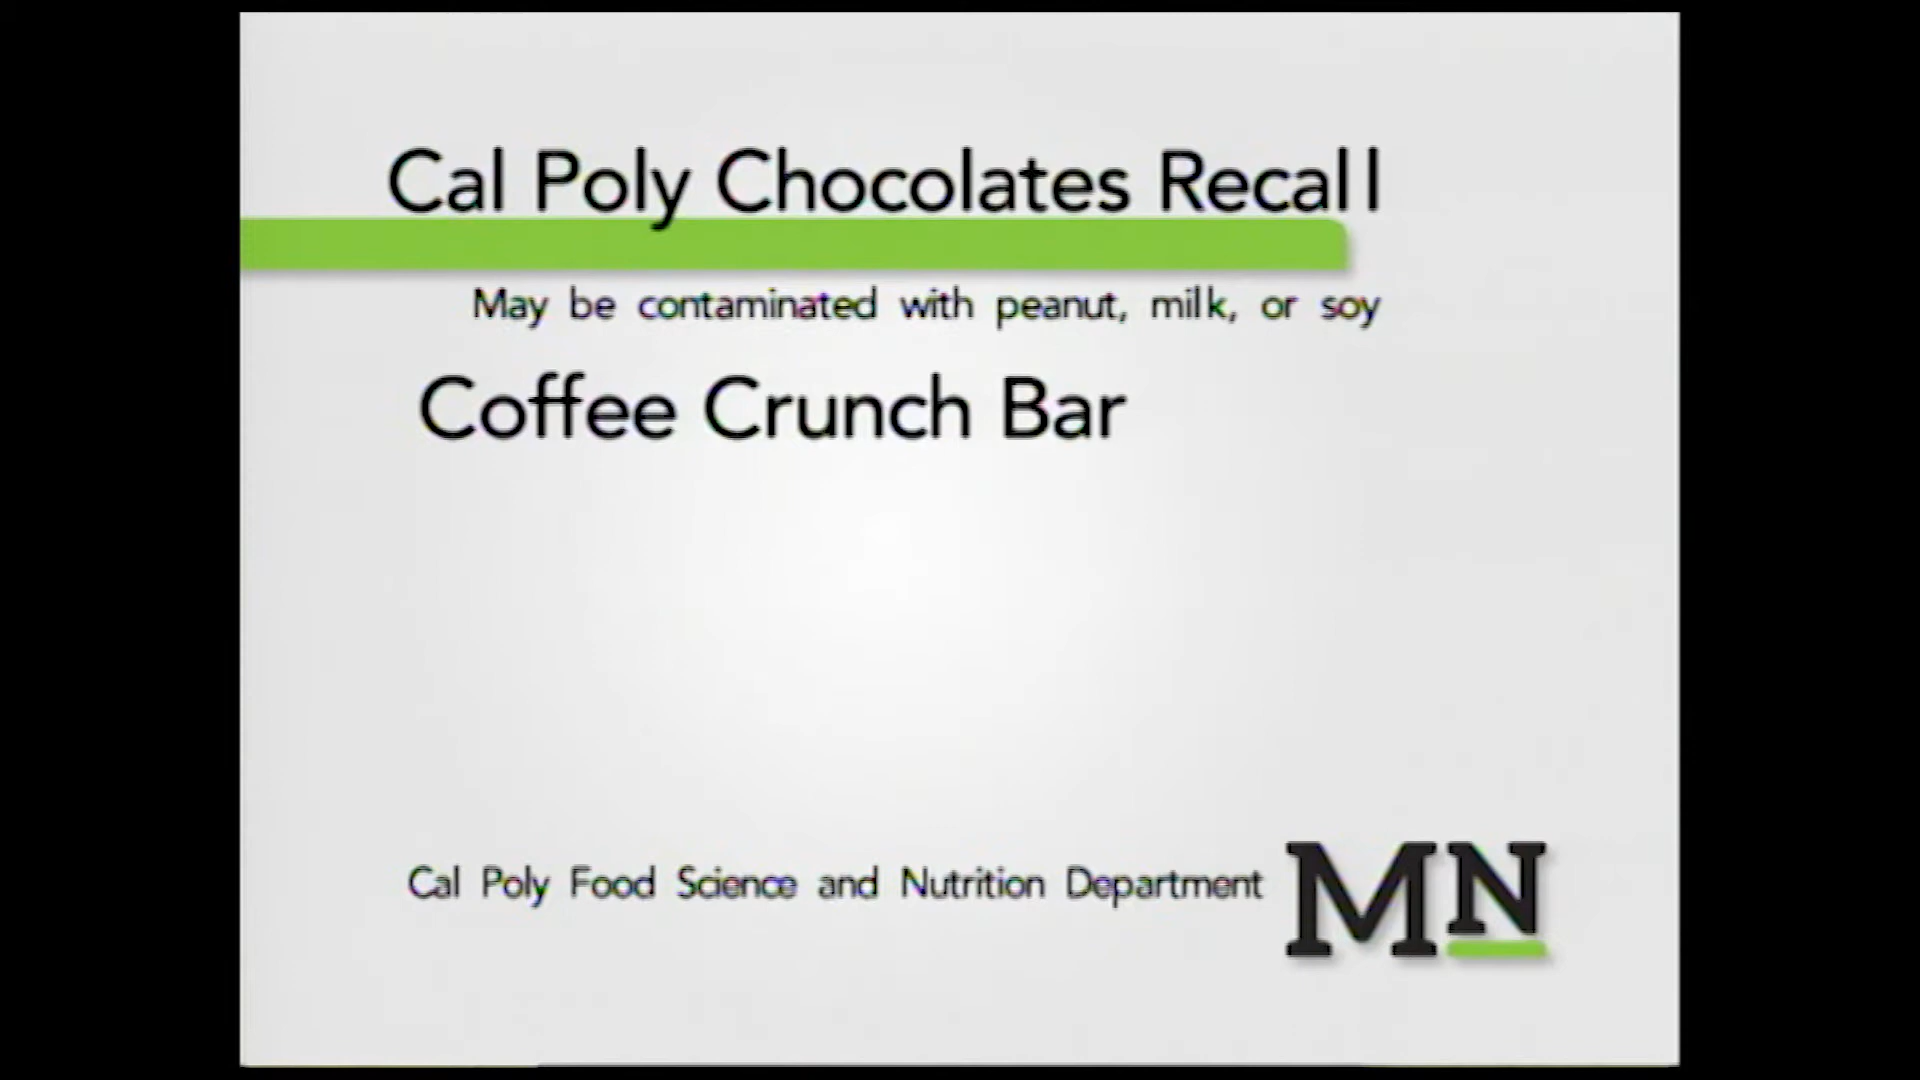 Cal Poly Chocolates Recall
May be contaminated with peanut, milk, or soy
Coffee Crunch Bar
Cal Poly Food Science and Nutrition Department
MN